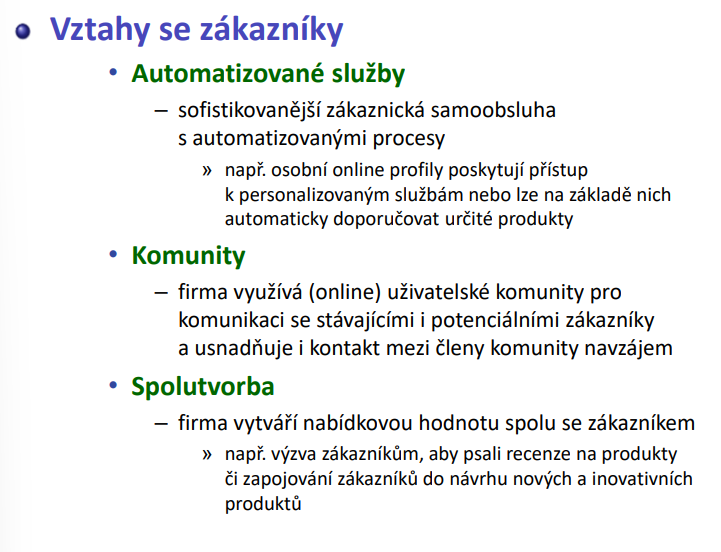 Vztahy se zákazníky
• Automatizované služby
– sofistikovanější zákaznická samoobsluha
s automatizovanými procesy
» např. osobní online profily poskytují přístup
k personalizovaným službám nebo lze na základě nich
automaticky doporučovat určité produkty
• Komunity
– firma využívá (online) uživatelské komunity pro
komunikaci se stávajícími i potenciálními zákazníky
a usnadňuje i kontakt mezi členy komunity navzájem
• Spolutvorba
– firma vytváří nabídkovou hodnotu spolu se zákazníkem
» např. výzva zákazníkům, aby psali recenze na produkty
či zapojování zákazníků do návrhu nových a inovativních
produktů